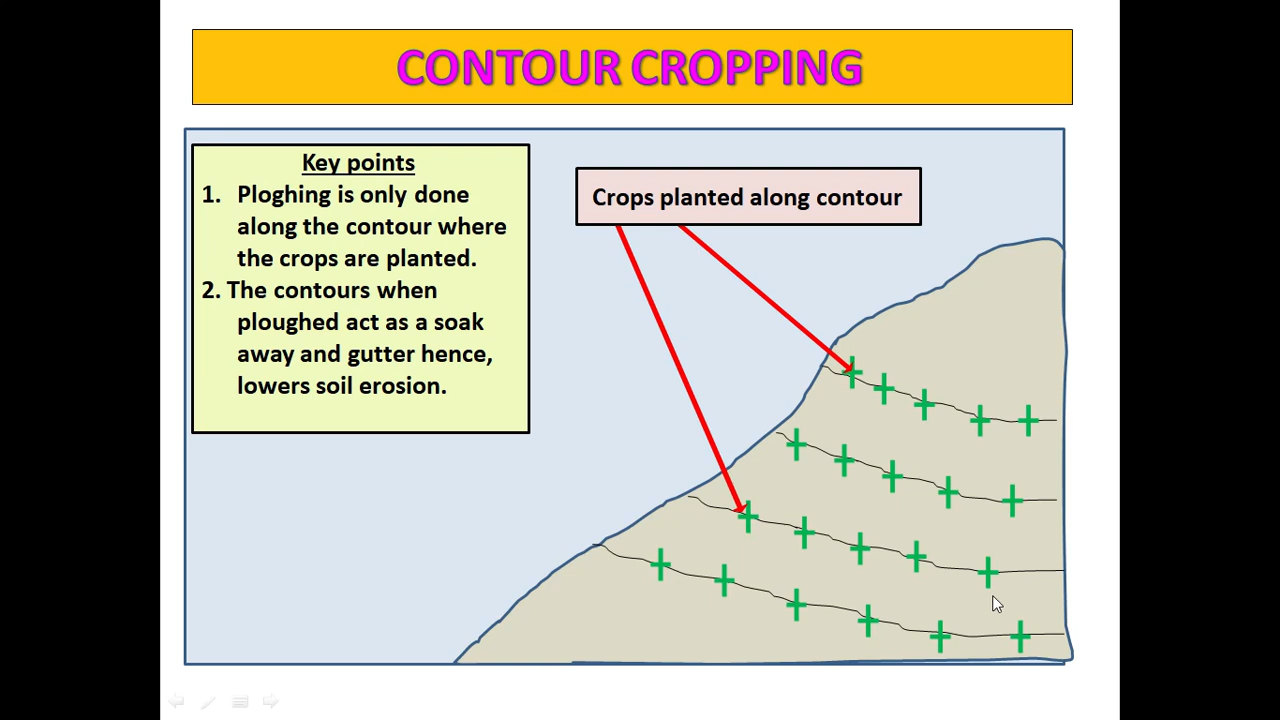 CONTOUR CROPPING
Key points
1. Ploghing is only done
along the contour where
the crops are planted.
2. The contours when
ploughed act as a soak
away and gutter hence,
lowers soil erosion.
Crops planted along contour